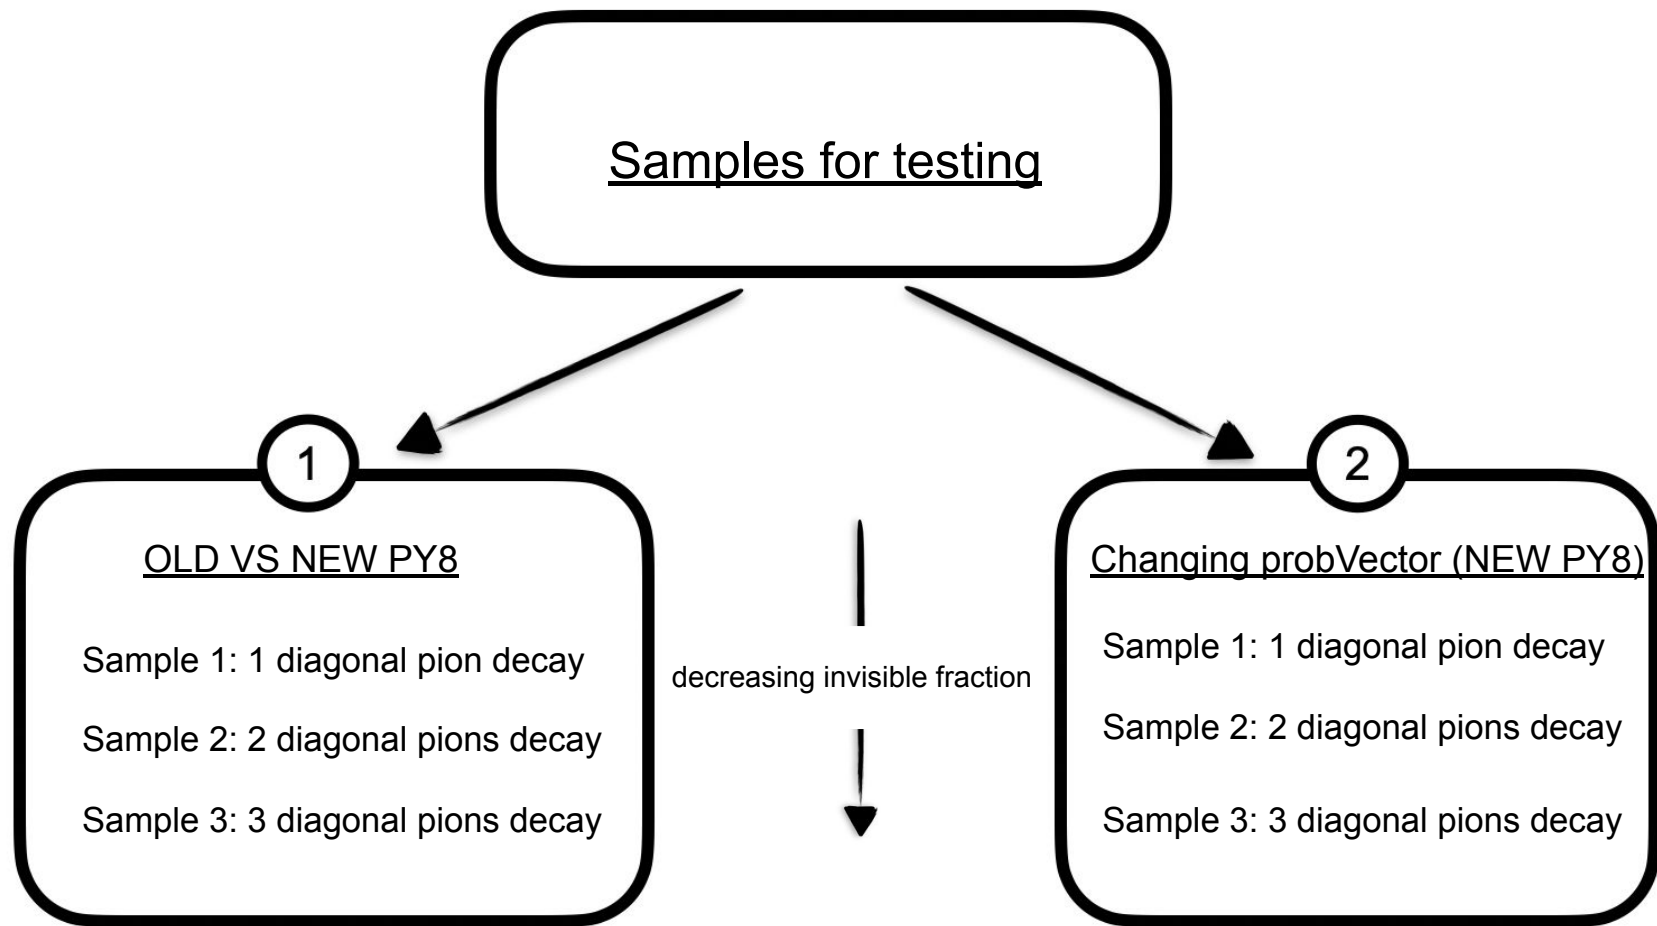 Samples for testing
1
OLD VS NEW PY8
Sample 1: 1 diagonal pion decay
Sample 2: 2 diagonal pions decay
Sample 3: 3 diagonal pions decay
decreasing invisible fraction
2
Changing probVector (NEW PY8)
Sample 1: 1 diagonal pion decay
Sample 2: 2 diagonal pions decay
Sample 3: 3 diagonal pions decay